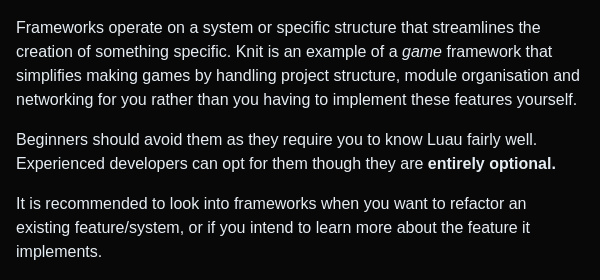 Frameworks operate on a system or specific structure that streamlines the
creation of something specific. Knit is an example of a game framework that
simplifies making games by handling project structure, module organisation and
networking for you rather than you having to implement these features yourself.
Beginners should avoid them as they require you to know Luau fairly well.
Experienced developers can opt for them though they are entirely optional.
It is recommended to look into frameworks when you want to refactor an
existing feature/system, or if you intend to learn more about the feature it
implements.